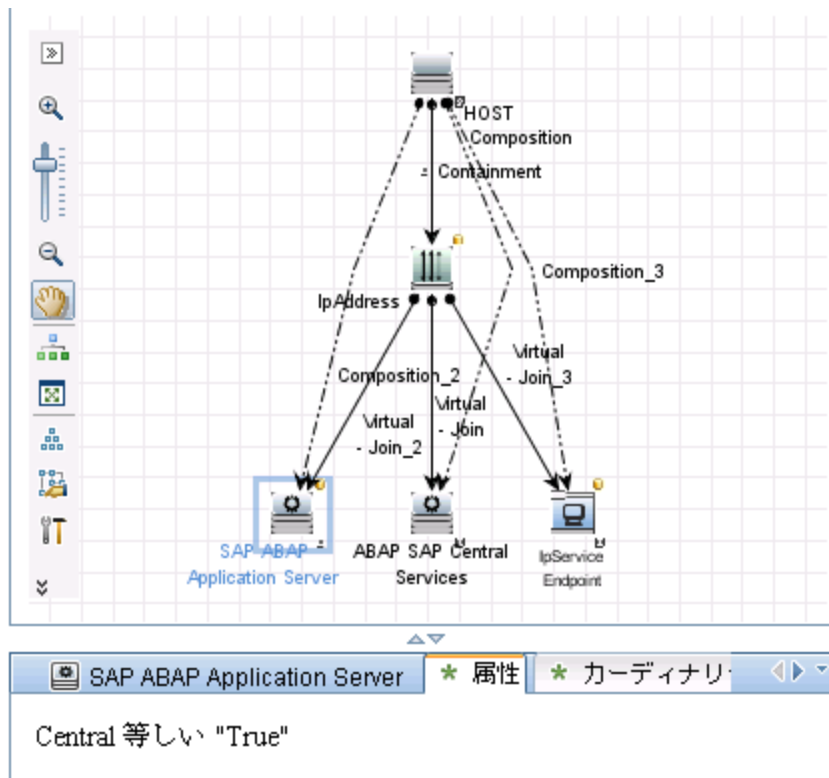 HOST
Composition
Containment
Composition_3
IpAddress
Virtual
- Join_3
Composition_2
Virtual
- Join
Virtual
- Join_2
SAP ABAP
Application Server
ABAP SAP Central
Services
IpService
Endpoint
SAP ABAP Application Server
* 属性
* カーディナリ
Central 等しい "True"